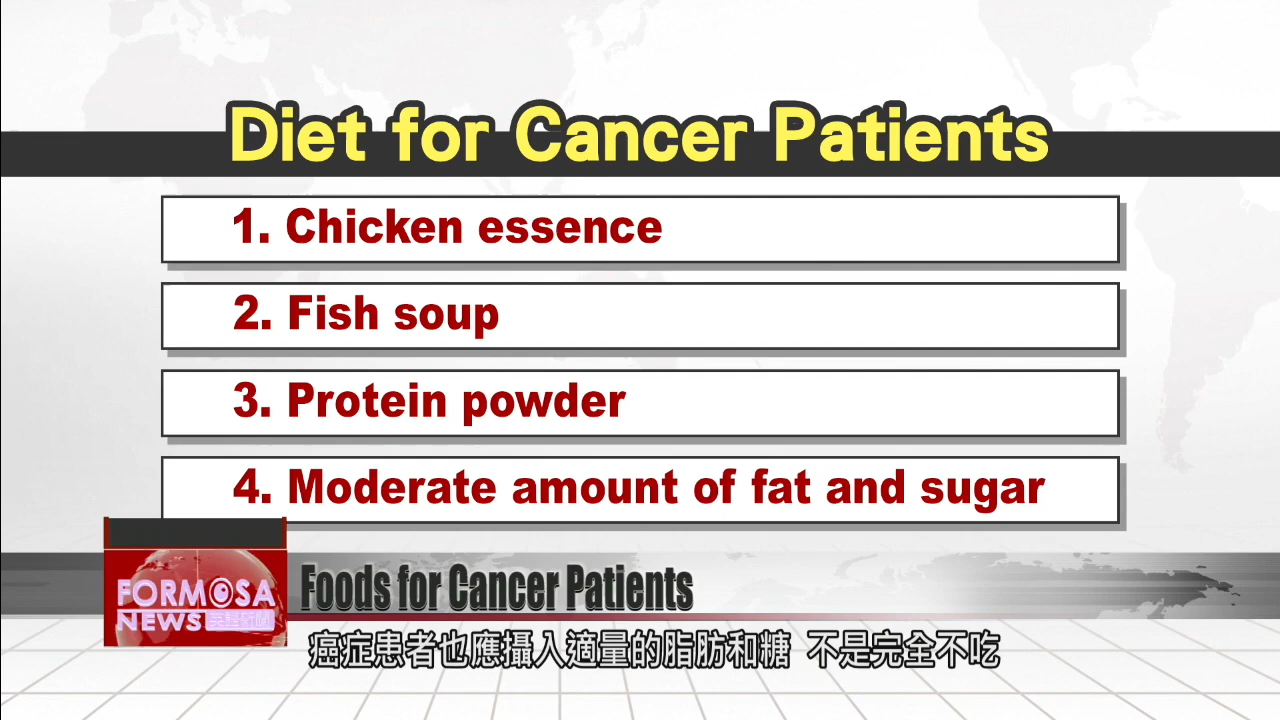 Diet for Cancer Patients
1. Chicken essence
2. Fish soup
3. Protein powder
4. Moderate amount of fat and sugar
Foods for Cancer Patients
FORMOSA
NEWS
癌症患者也應攝入適量的脂肪和糖 不是完全不吃